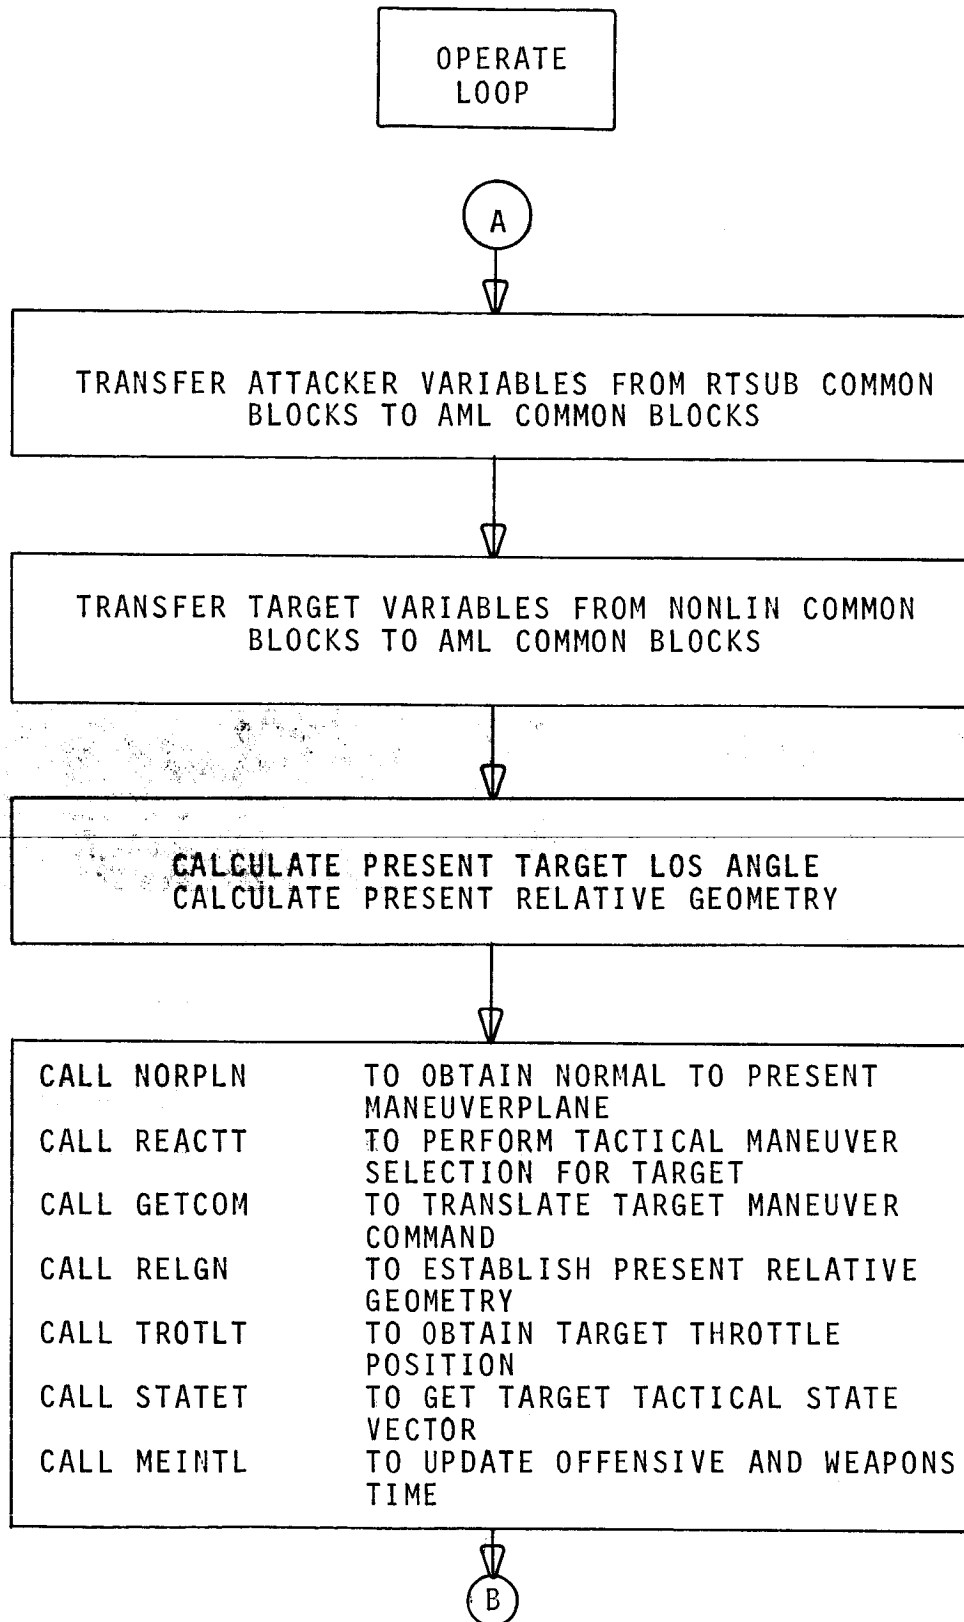 OPERATE
LOOP
A
TRANSFER ATTACKER VARIABLES FROM RTSUB COMMON
BLOCKS TO AML COMMON BLOCKS
TRANSFER TARGET VARIABLES FROM NONLIN COMMON
BLOCKS TO AML COMMON BLOCKS
CALCULATE PRESENT TARGET LOS ANGLE
CALCULATE PRESENT RELATIVE GEOMETRY
CALL NORPLN TO OBTAIN NORMAL TO PRESENT
MANEUVERPLANE
CALL REACTT TO PERFORM TACTICAL MANEUVER
SELECTION FOR TARGET
CALL GETCOM TO TRANSLATE TARGET MANEUVER
COMMAND
CALL RELGN TO ESTABLISH PRESENT RELATIVE
GEOMETRY
CALL TROTLT TO OBTAIN TARGET THROTTLE
POSITION
CALL STATET TO GET TARGET TACTICAL STATE
VECTOR
CALL MEINTL TO UPDATE OFFENSIVE AND WEAPONS
TIME
B